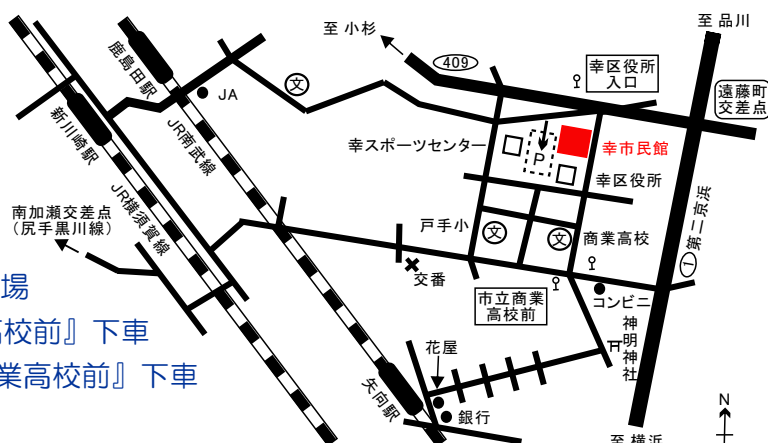 至 品川
至 小杉
409
幸区役所
入口
遠藤町
交差点
鹿島田駅
文
JA
新川崎駅
JR南武線
幸スポーツセンター
P
幸市民館
幸区役所
JR横須賀線
南加瀬交差点
(尻手黒川線)
戸手小
文
文
商業高校
1 第二京浜
交番
市立商業
高校前
コンビニ
場
高校前』下車
業高校前』下車
神明神社
花屋
矢向駅
銀行
N
至 横浜